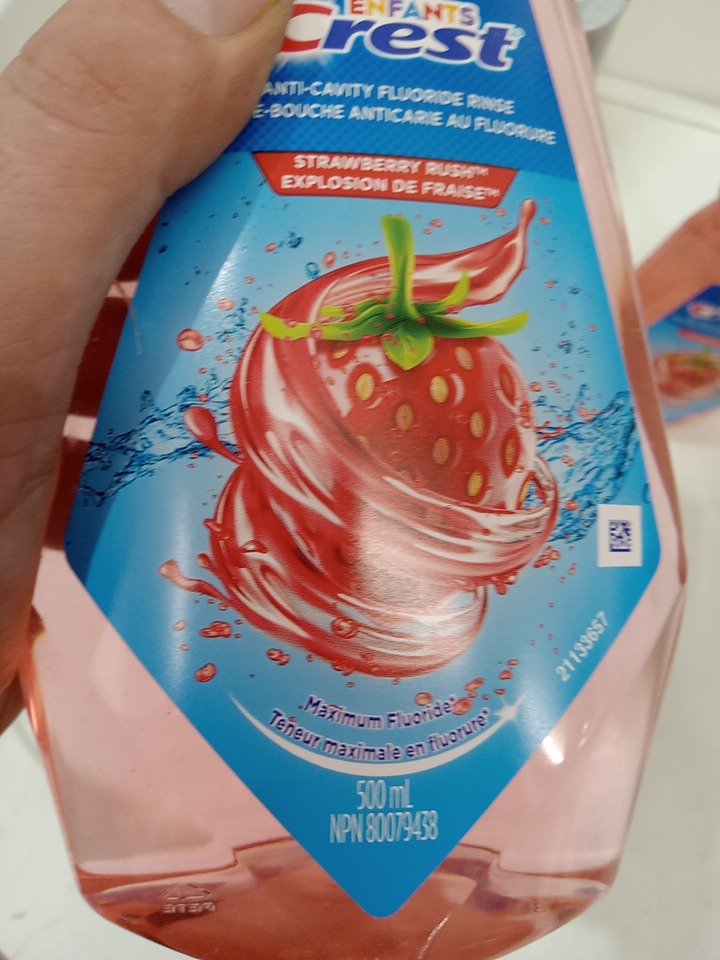 ENFANTS
Crest
ANTI-CAVITY FLUORIDE RINSE
E-BOUCHE ANTICARIE AU FLUORURE
STRAWBERRY RUSH™
EXPLOSION DE FRAISE™
21133657
Maximum Fluoride*
Teneur maximale en fluorure*
500 mL
NPN 80079438